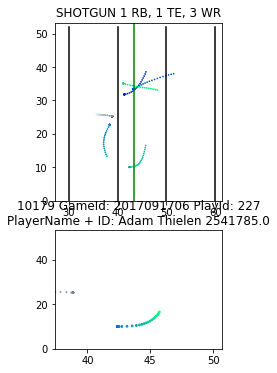 SHOTGUN 1 RB, 1 TE, 3 WR
50
40
30
20
10
0
30 40 50 60
10179 GameId: 2017091706 PlayId: 227
PlayerName + ID: Adam Thielen 2541785.0
40
20
0
40 45 50